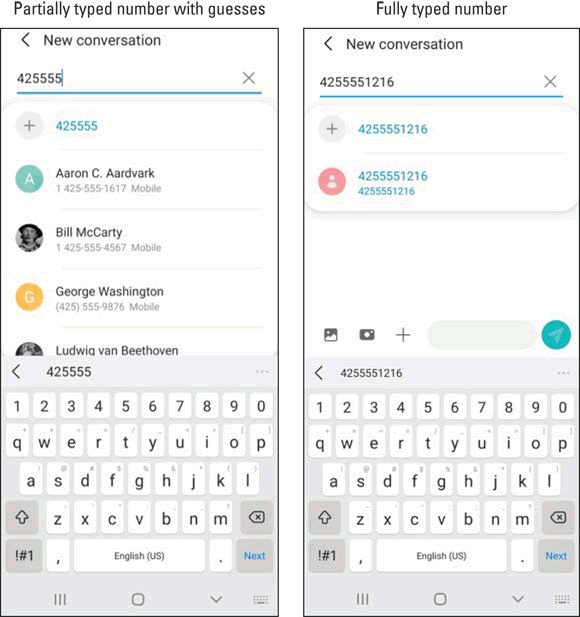 Partially typed number with guesses
New conversation
425555
425555
A
Aaron C. Aardvark
1 425-555-1617 Mobile
Bill McCarty
1 425-555-4567 Mobile
G
George Washington
(425) 555-9876 Mobile
Ludwig van Beethoven
425555
1 2 3 4 5 6 7 8 9 0
q w e r t y u i o p
a s d f g h j k l
z x c v b n m
!#1 , English (US) . Next
Fully typed number
New conversation
4255551216
4255551216
4255551216
4255551216
4255551216
1 2 3 4 5 6 7 8 9 0
q w e r t y u i o p
a s d f g h j k l
z x c v b n m
!#1 , English (US) . Next